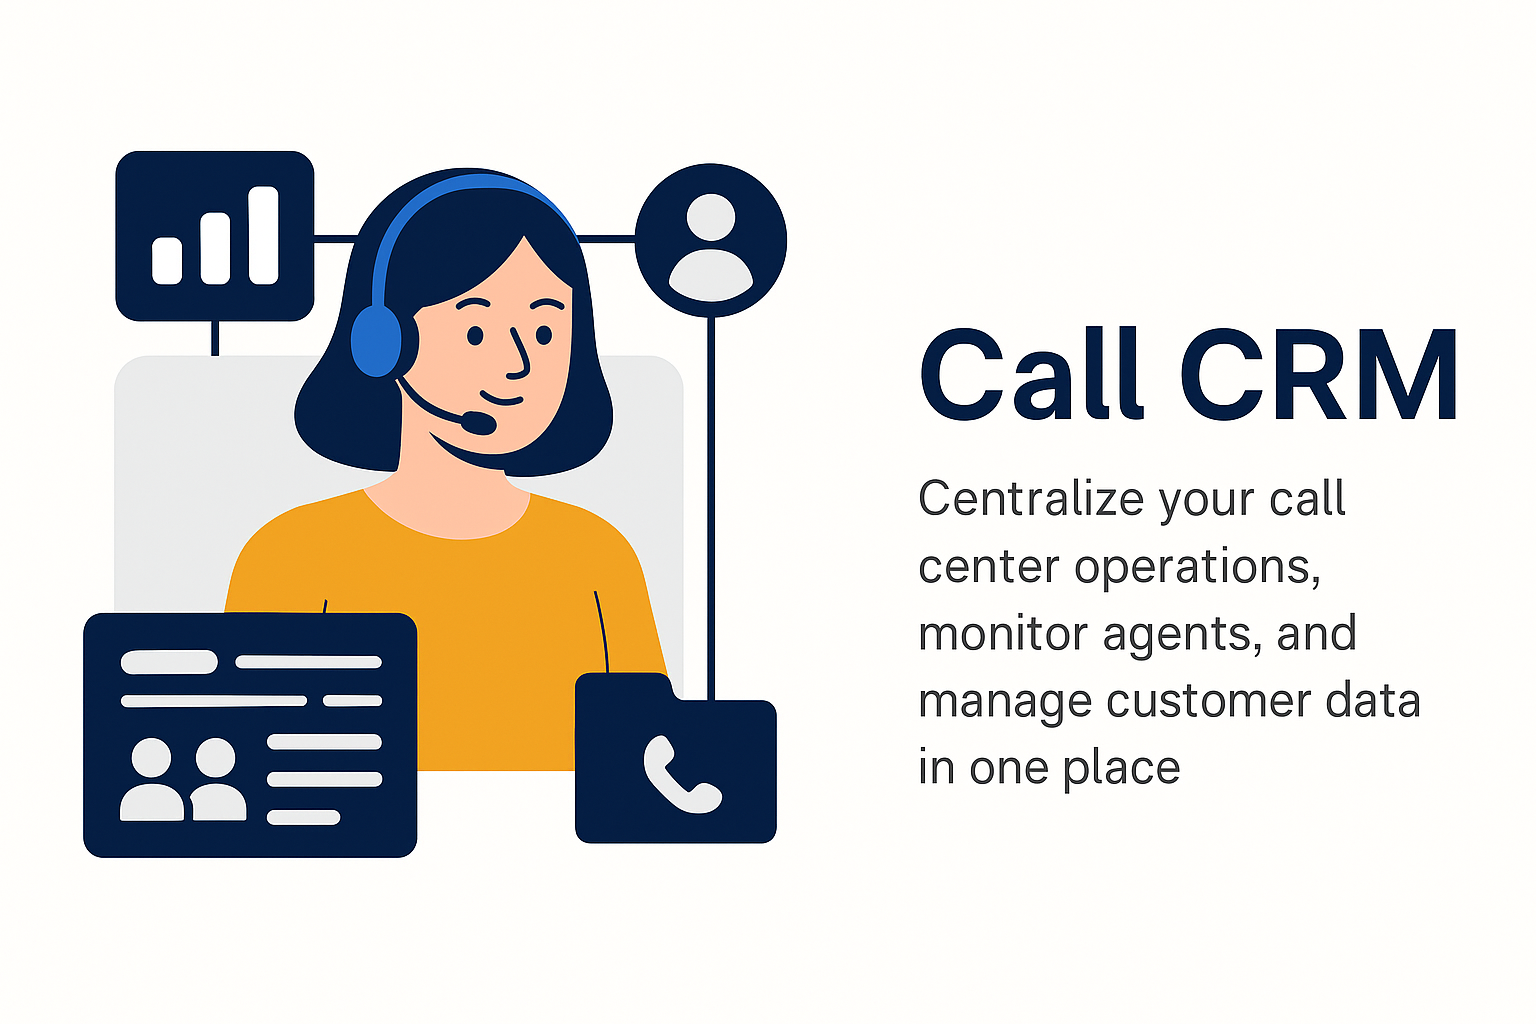 Call CRM
Centralize your call
center operations,
monitor agents, and
manage customer data
in one place